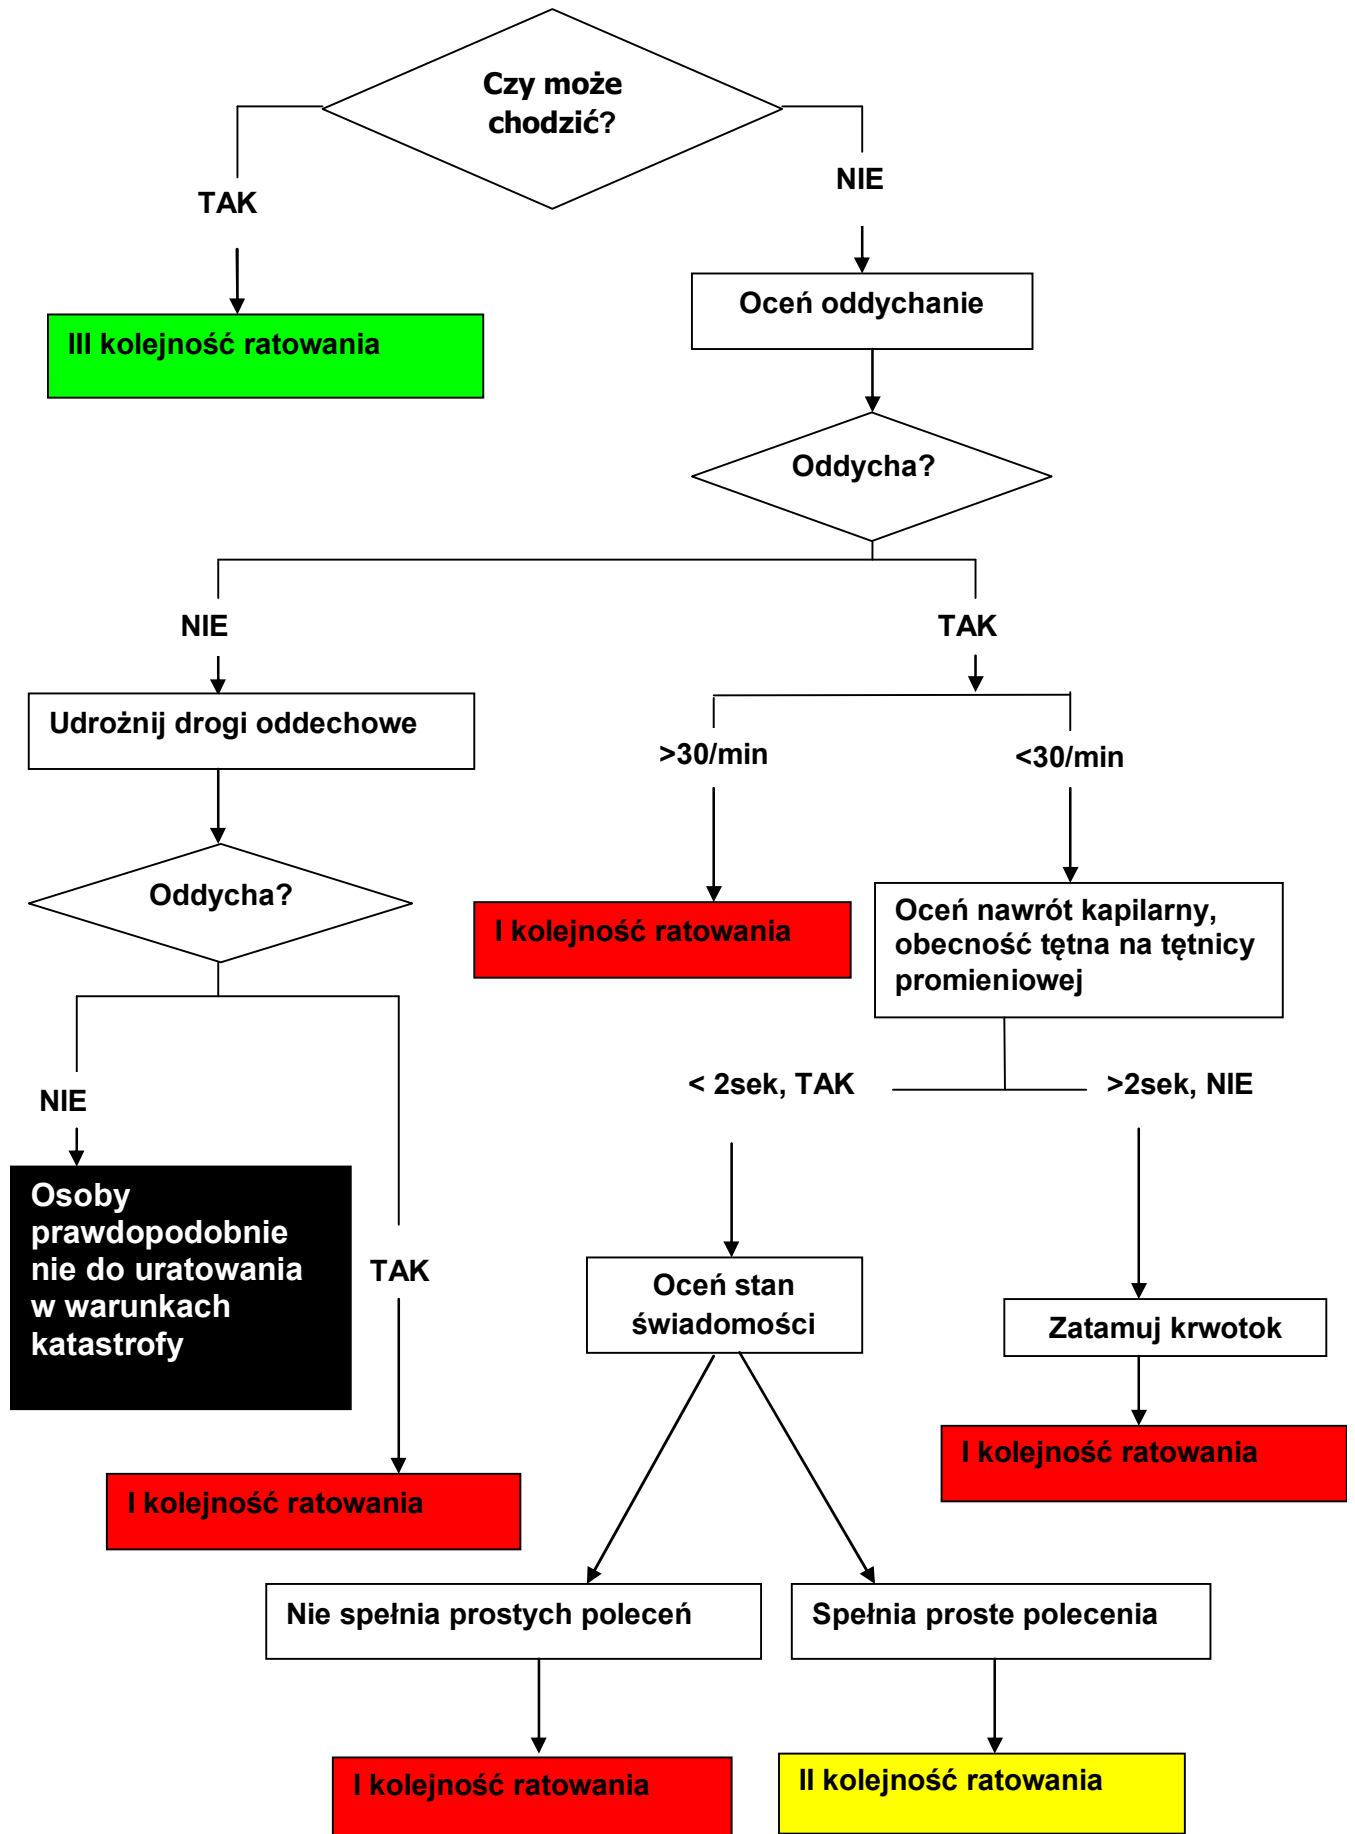 Czy może
chodzić?
TAK
NIE
III kolejność ratowania
Oceń oddychanie
Oddycha?
NIE
TAK
Udrożnij drogi oddechowe
>30/min
<30/min
Oddycha?
I kolejność ratowania
Oceń nawrót kapilarny,
obecność tętna na tętnicy
promieniowej
NIE
< 2sek, TAK
>2sek, NIE
Osoby
prawdopodobnie
nie do uratowania
w warunkach
katastrofy
TAK
Oceń stan
świadomości
Zatamuj krwotok
I kolejność ratowania
I kolejność ratowania
Nie spełnia prostych poleceń
Spełnia proste polecenia
I kolejność ratowania
II kolejność ratowania